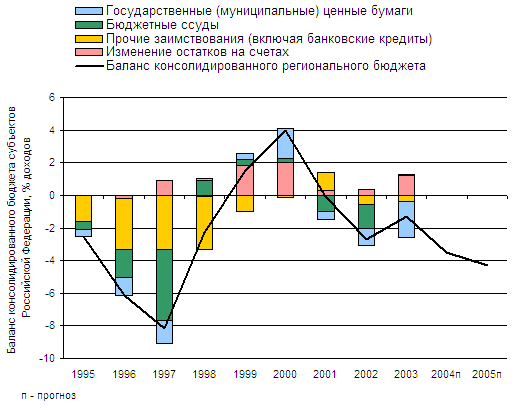 Государственные (муниципальные) ценные бумаги
Бюджетные ссуды
Прочие заимствования (включая банковские кредиты)
Изменение остатков на счетах
Баланс консолидированного регионального бюджета
Баланс консолидированного бюджета субъектов
Российской Федерации, % доходов
6
4
2
0
-2
-4
-6
-8
-10
1995 1996 1997 1998 1999 2000 2001 2002 2003 2004п 2005п
п - прогноз